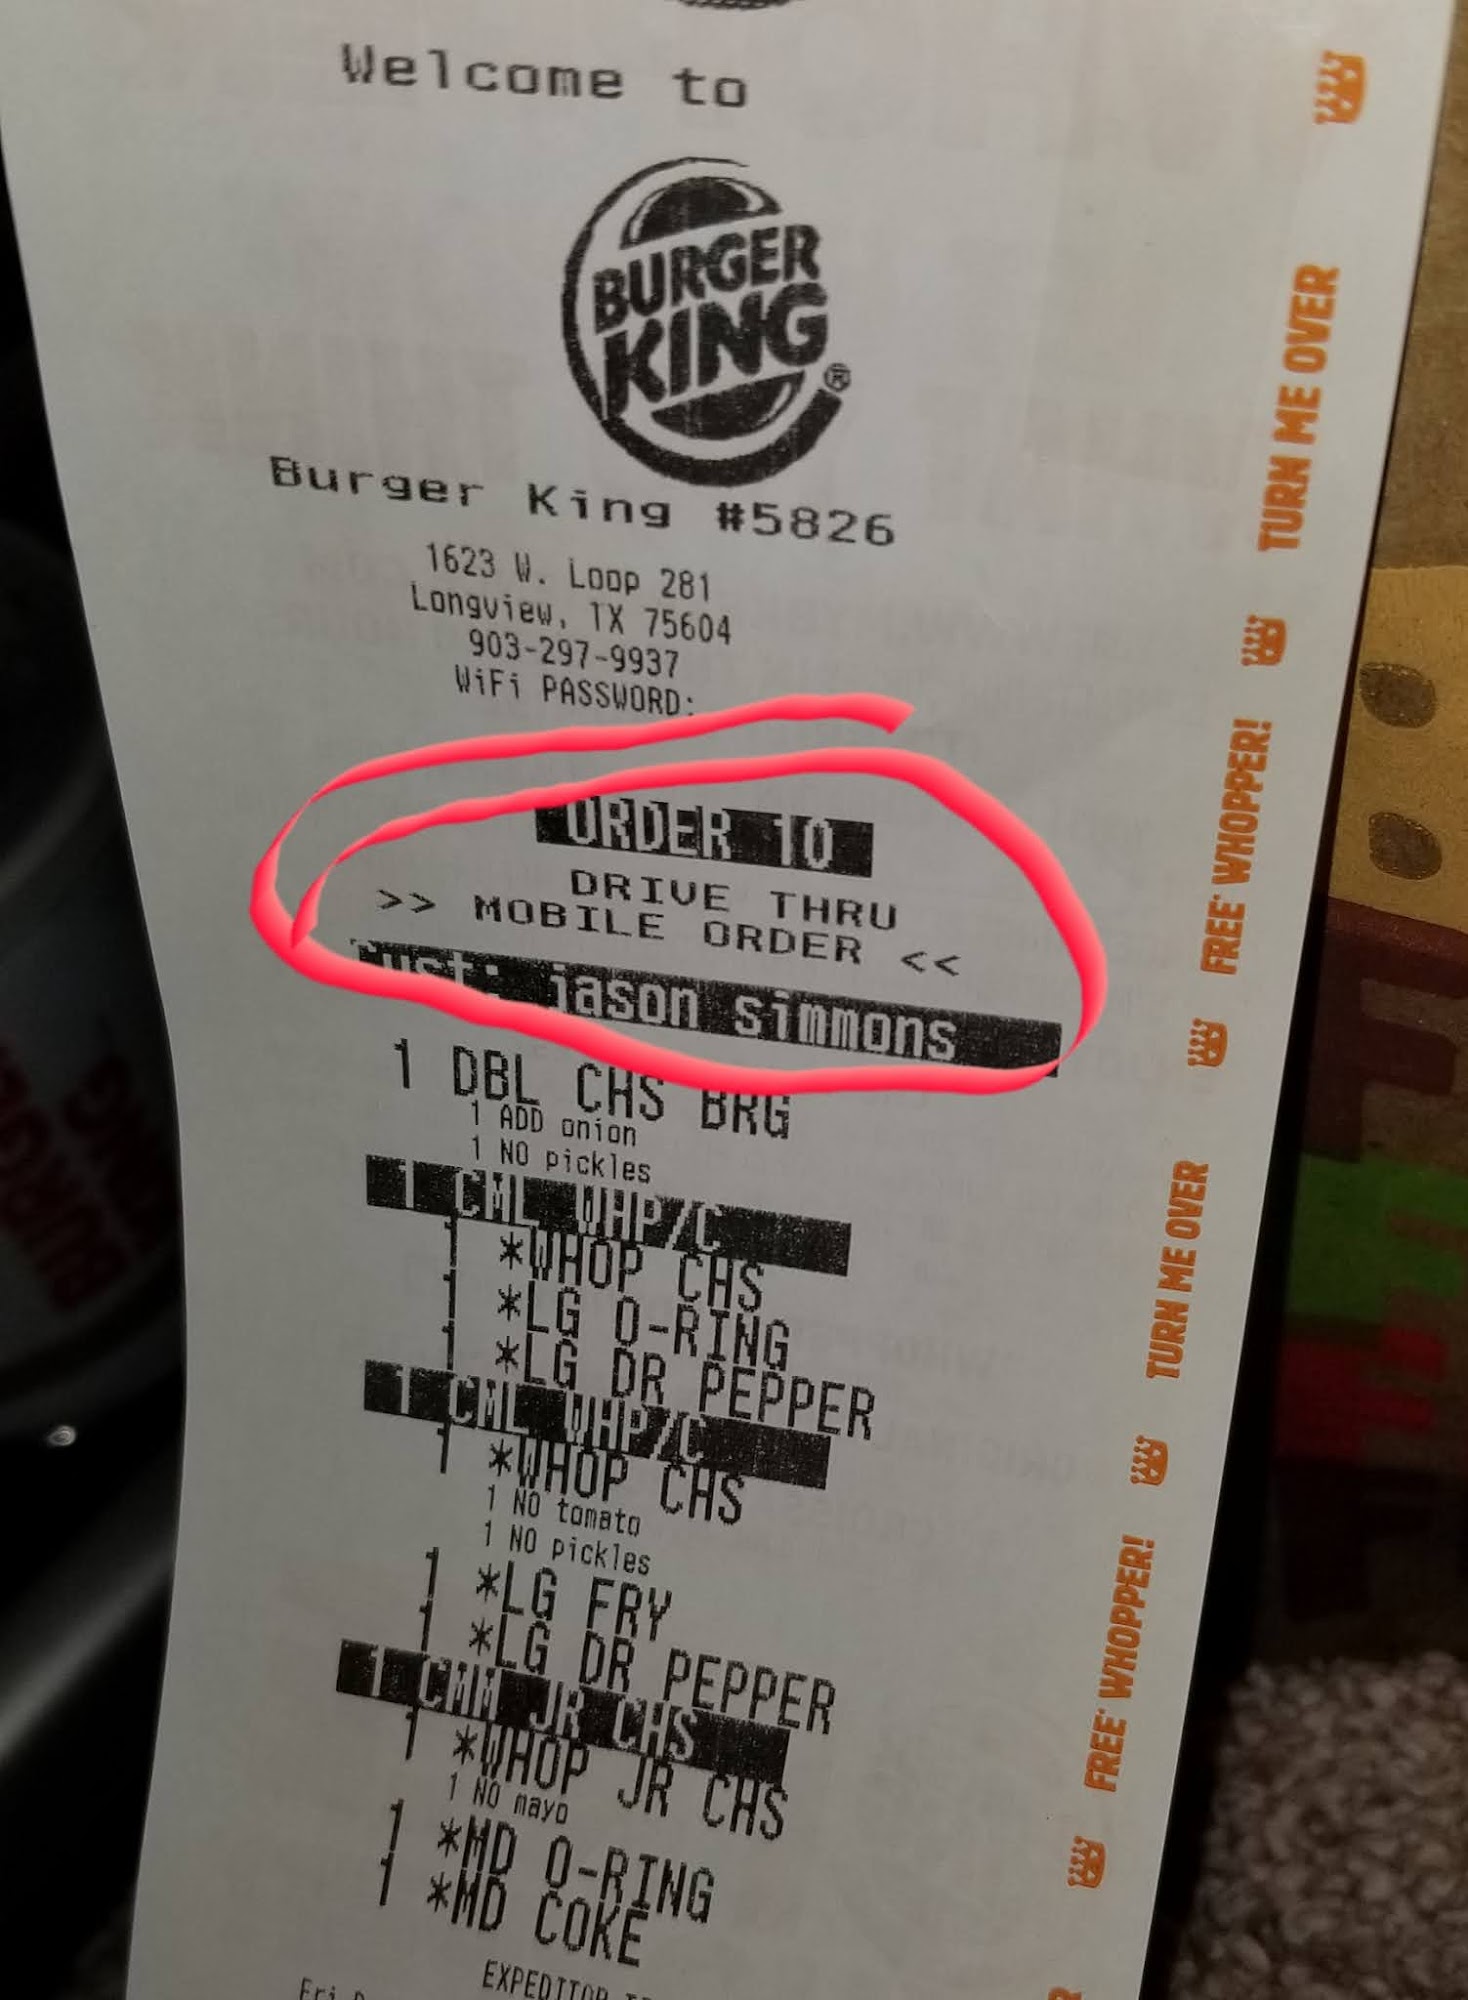 Welcome to
BURGER
KING®
Burger King #5826
1623 W. Loop 281
Longview, TX 75604
903-297-9937
WiFi PASSWORD:
ORDER 10
DRIVE THRU
>> MOBILE ORDER <<
Cust: jason simmons
1 DBL CHS BRG
1 ADD onion
1 NO pickles
1 CML WHP/C
1 *WHOP CHS
1 *LG O-RING
1 *LG DR PEPPER
1 CML WHP/C
1 *WHOP CHS
1 NO tomato
1 NO pickles
1 *LG FRY
1 *LG DR PEPPER
1 CMM JR CHS
1 *WHOP JR CHS
1 NO mayo
1 *MD O-RING
1 *MD COKE
EXPEDITOR
Fri
TURN ME OVER
FREE* WHOPPER!
TURN ME OVER
FREE* WHOPPER!